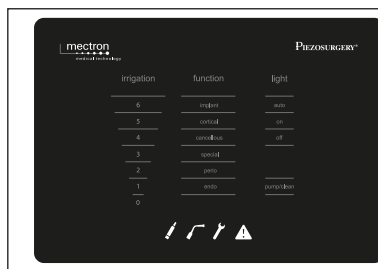 mectron
medical technology
PIEZOSURGERY®
irrigation function light
6 implant auto
5 cortical on
4 cancellous off
3 special
2 perio
1 endo pump/clean
0